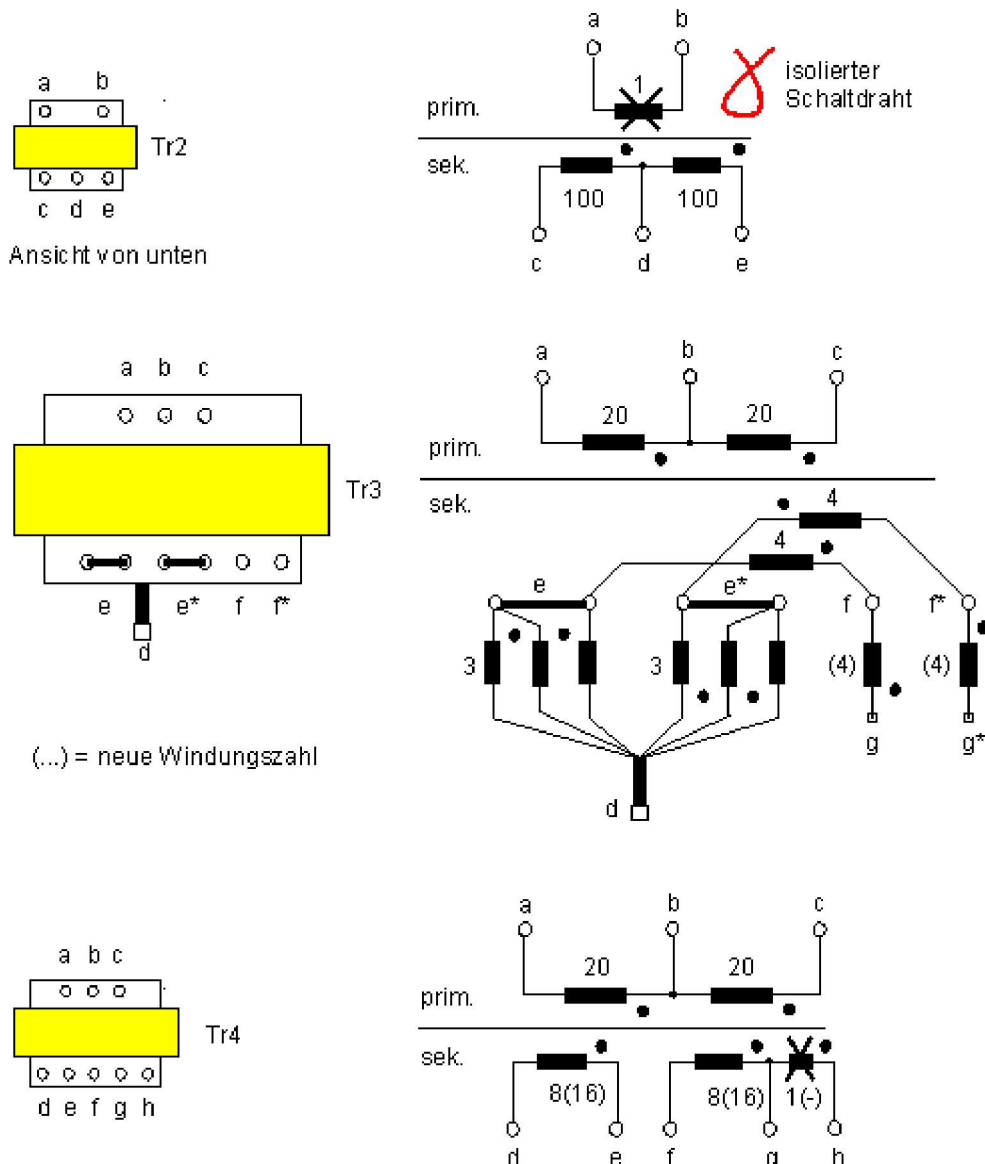 a b
Tr2
c d e
Ansicht von unten
a b
1
prim.
isolierter
Schaltdraht
sek.
100 100
c d e
a b c
Tr3
e e* f f*
d
(...) = neue Windungszahl
a b c
20 20
prim.
sek.
4
4
e e* f f*
3 3 (4) (4)
g g*
d
a b c
Tr4
d e f g h
a b c
20 20
prim.
sek.
8(16) 8(16) 1(-)
d e f g h